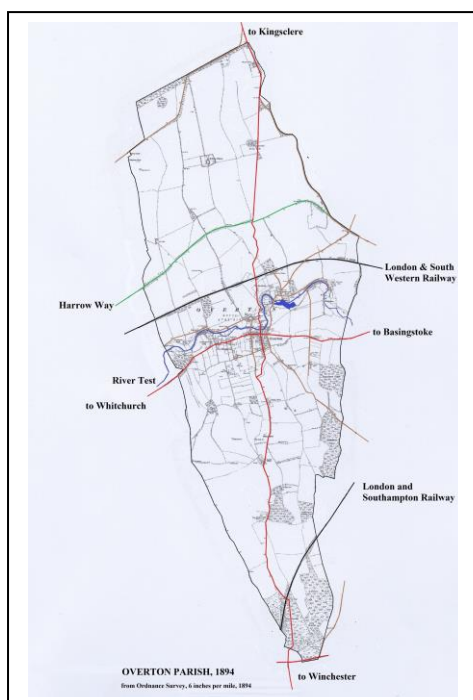 to Kingsclere
London & South
Western Railway
Harrow Way
to Basingstoke
River Test
to Whitchurch
London and
Southampton Railway
OVERTON PARISH, 1894
from Ordnance Survey, 6 inches per mile, 1894
to Winchester